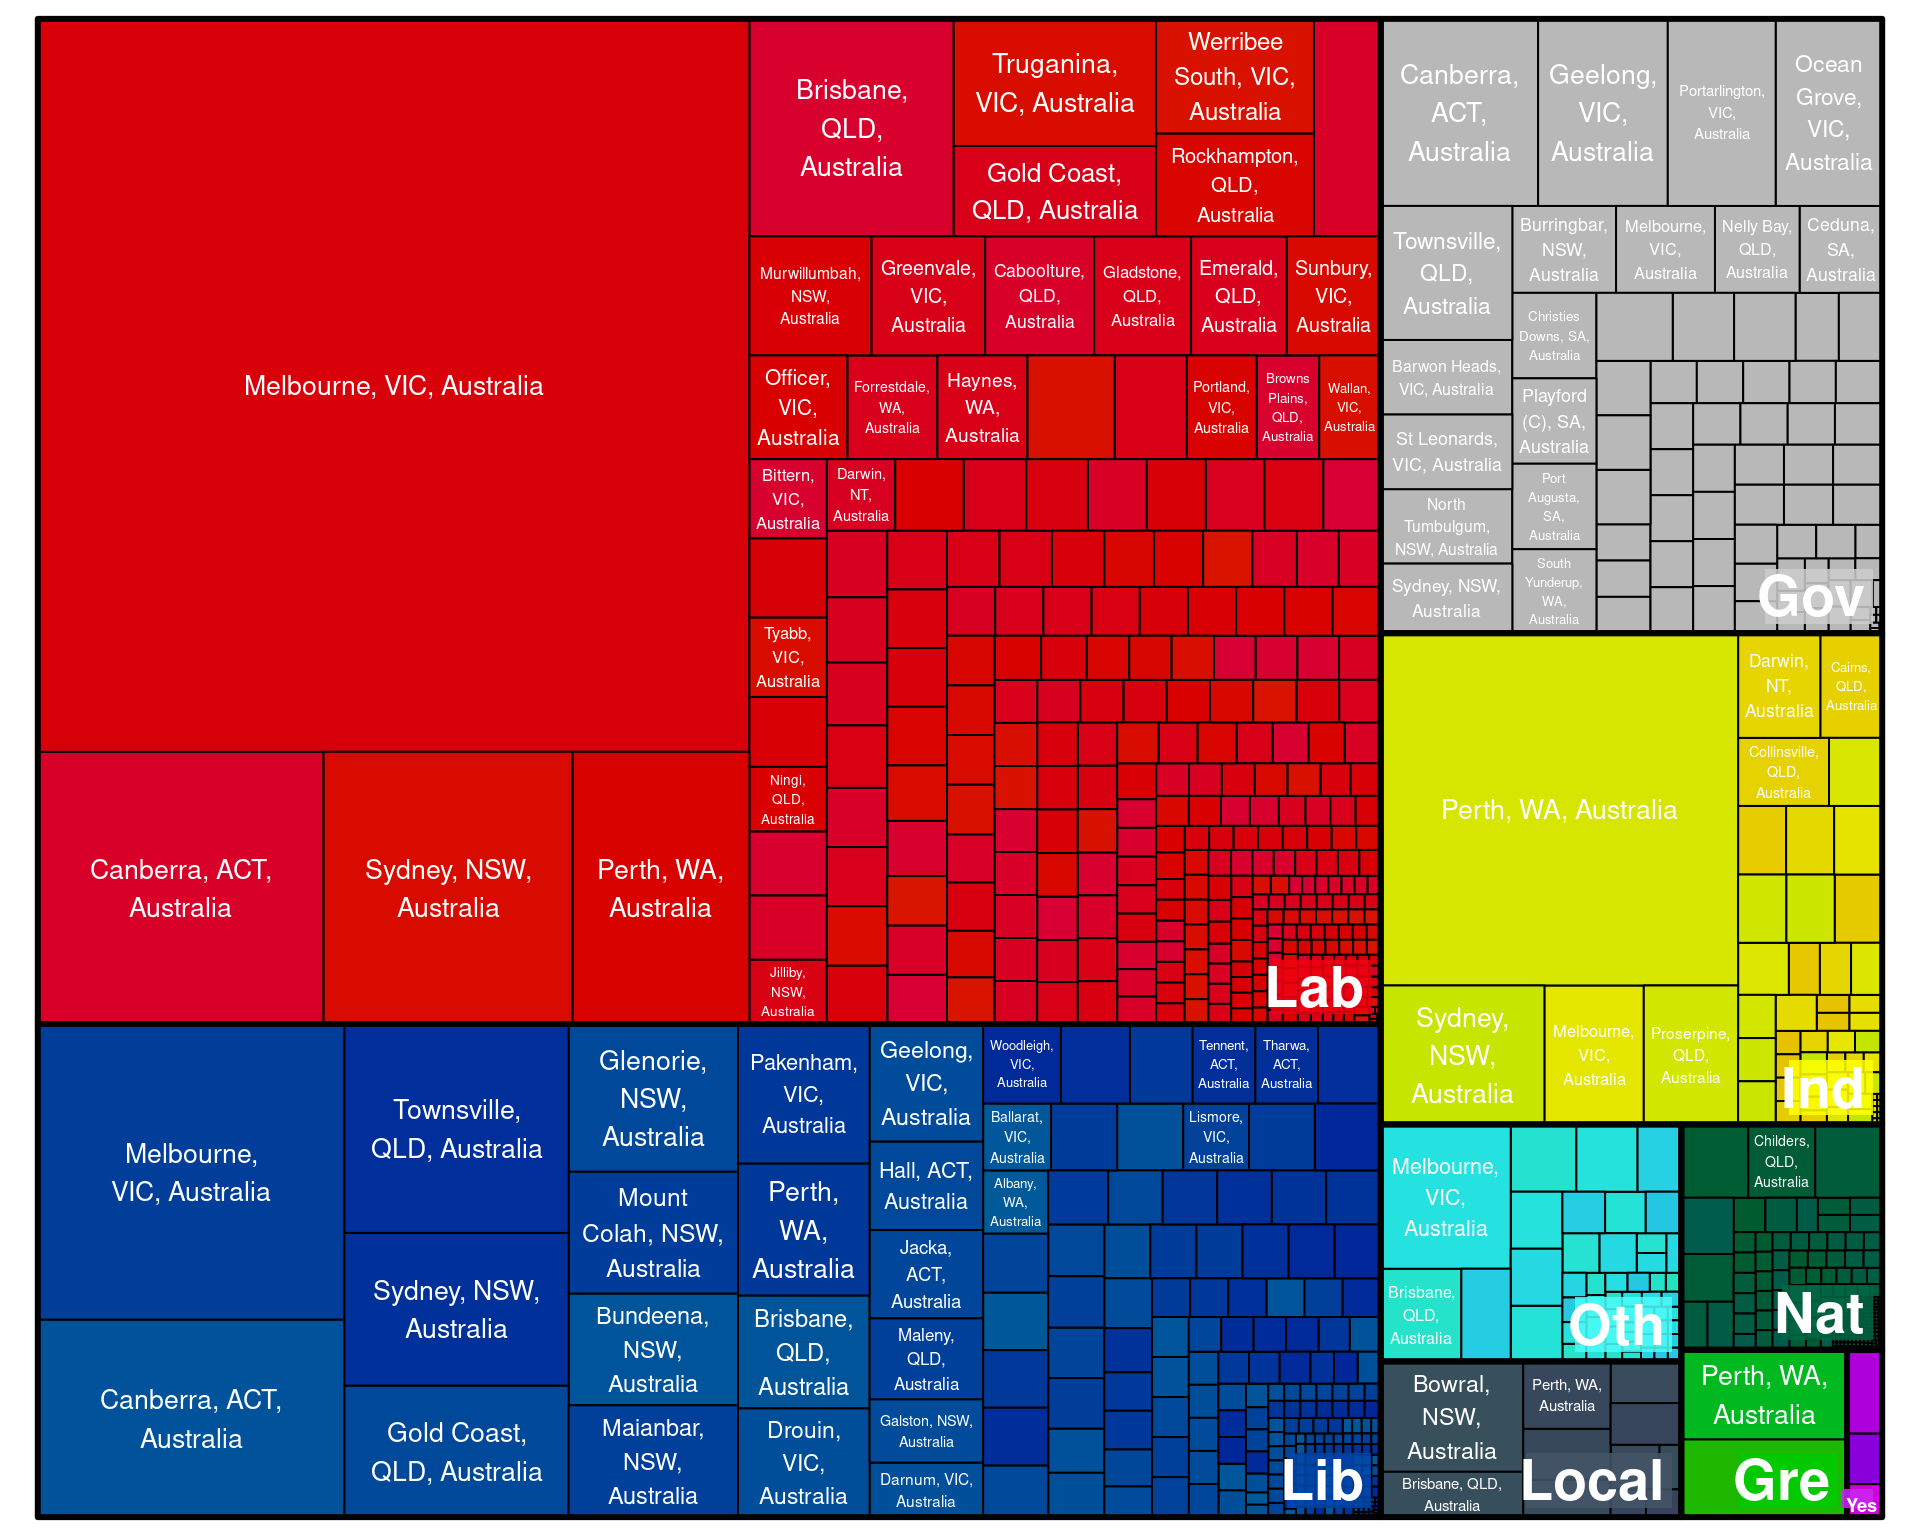 Melbourne, VIC, Australia
Canberra, ACT,
Australia
Sydney, NSW,
Australia
Perth, WA,
Australia
Brisbane,
QLD,
Australia
Truganina,
VIC, Australia
Gold Coast,
QLD, Australia
Werribee
South, VIC,
Australia
Rockhampton,
QLD,
Australia
Murwillumbah,
NSW,
Australia
Greenvale,
VIC,
Australia
Caboolture,
QLD,
Australia
Gladstone,
QLD,
Australia
Emerald,
QLD,
Australia
Sunbury,
VIC,
Australia
Officer,
VIC,
Australia
Forrestdale,
WA,
Australia
Haynes,
WA,
Australia
Portland,
VIC,
Australia
Browns
Plains,
QLD,
Australia
Wallan,
VIC,
Australia
Bittern,
VIC,
Australia
Darwin,
NT,
Australia
Tyabb,
VIC,
Australia
Ningi,
QLD,
Australia
Jilliby,
NSW,
Australia
Lab
Canberra,
ACT,
Australia
Geelong,
VIC,
Australia
Portarlington,
VIC,
Australia
Ocean
Grove,
VIC,
Australia
Townsville,
QLD,
Australia
Burringbar,
NSW,
Australia
Melbourne,
VIC,
Australia
Nelly Bay,
QLD,
Australia
Ceduna,
SA,
Australia
Christies
Downs, SA,
Australia
Barwon Heads,
VIC, Australia
Playford
(C), SA,
Australia
St Leonards,
VIC, Australia
Port
Augusta,
SA,
Australia
North
Tumbulgum,
NSW, Australia
South
Yunderup,
WA,
Australia
Sydney, NSW,
Australia
Gov
Perth, WA, Australia
Darwin,
NT,
Australia
Cairns,
QLD,
Australia
Collinsville,
QLD,
Australia
Sydney,
NSW,
Australia
Melbourne,
VIC,
Australia
Proserpine,
QLD,
Australia
Ind
Melbourne,
VIC, Australia
Canberra, ACT,
Australia
Townsville,
QLD, Australia
Sydney, NSW,
Australia
Gold Coast,
QLD, Australia
Glenorie,
NSW,
Australia
Mount
Colah, NSW,
Australia
Bundeena,
NSW,
Australia
Maianbar,
NSW,
Australia
Pakenham,
VIC,
Australia
Perth,
WA,
Australia
Brisbane,
QLD,
Australia
Drouin,
VIC,
Australia
Geelong,
VIC,
Australia
Hall, ACT,
Australia
Jacka,
ACT,
Australia
Maleny,
QLD,
Australia
Galston, NSW,
Australia
Darnum, VIC,
Australia
Woodleigh,
VIC,
Australia
Tennent,
ACT,
Australia
Tharwa,
ACT,
Australia
Ballarat,
VIC,
Australia
Lismore,
VIC,
Australia
Albany,
WA,
Australia
Lib
Melbourne,
VIC,
Australia
Brisbane,
QLD,
Australia
Oth
Childers,
QLD,
Australia
Nat
Bowral,
NSW,
Australia
Perth, WA,
Australia
Brisbane, QLD,
Australia
Local
Perth, WA,
Australia
Gre
Yes